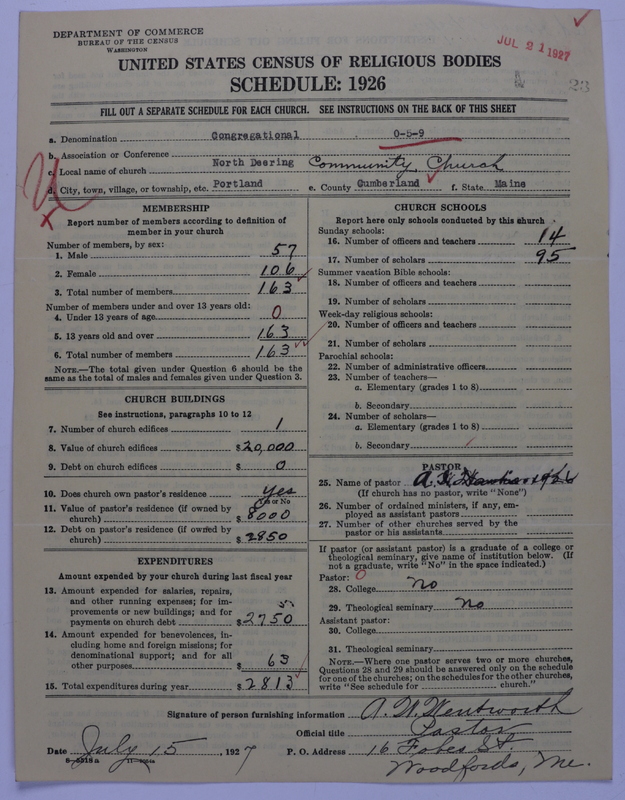 DEPARTMENT OF COMMERCE
BUREAU OF THE CENSUS
WASHINGTON
JUL 21 1927
UNITED STATES CENSUS OF RELIGIOUS BODIES
SCHEDULE: 1926
23
FILL OUT A SEPARATE SCHEDULE FOR EACH CHURCH. SEE INSTRUCTIONS ON THE BACK OF THIS SHEET
a. Denomination Congregational 0-5-9
b. Association or Conference
c. Local name of church North Deering Community Church
d. City, town, village, or township, etc. Portland e. County Cumberland f. State Maine
MEMBERSHIP
Report number of members according to definition of
member in your church
Number of members, by sex:
1. Male 57
2. Female 106
3. Total number of members 163
Number of members under and over 13 years old:
4. Under 13 years of age 0
5. 13 years old and over 163
6. Total number of members 163
NOTE.—The total given under Question 6 should be the
same as the total of males and females given under Question 3.
CHURCH BUILDINGS
See instructions, paragraphs 10 to 12
7. Number of church edifices 1
8. Value of church edifices $20,000
9. Debt on church edifices $ 0
10. Does church own pastor's residence yes
Yes or No
11. Value of pastor's residence (if owned by
church) $ 8000
12. Debt on pastor's residence (if owned by
church) $ 2850
EXPENDITURES
Amount expended by your church during last fiscal year
13. Amount expended for salaries, repairs,
and other running expenses; for im-
provements or new buildings; and for
payments on church debt $ 2750
14. Amount expended for benevolences, in-
cluding home and foreign missions; for
denominational support; and for all
other purposes $ 63
15. Total expenditures during year $ 2813
CHURCH SCHOOLS
Report here only schools conducted by this church
Sunday schools:
16. Number of officers and teachers 14
17. Number of scholars 95
Summer vacation Bible schools:
18. Number of officers and teachers
19. Number of scholars
Week-day religious schools:
20. Number of officers and teachers
21. Number of scholars
Parochial schools:
22. Number of administrative officers
23. Number of teachers—
a. Elementary (grades 1 to 8)
b. Secondary
24. Number of scholars—
a. Elementary (grades 1 to 8)
b. Secondary
PASTOR
25. Name of pastor A. W.
(If church has no pastor, write "None")
26. Number of ordained ministers, if any, em-
ployed as assistant pastors
27. Number of other churches served by the
pastor or his assistants
If pastor (or assistant pastor) is a graduate of a college or
theological seminary, give name of institution below. (If
not a graduate, write "No" in the space indicated.)
Pastor: 0
28. College No
29. Theological seminary No
Assistant pastor:
30. College
31. Theological seminary
NOTE.—Where one pastor serves two or more churches,
Questions 28 and 29 should be answered only on the schedule
for one of the churches; on the schedules for the other churches,
write "See schedule for church."
Signature of person furnishing information A. W. Wentworth
Official title Pastor
Date July 15, 1927 P. O. Address 16 Fobes St.
Woodfords, Me.